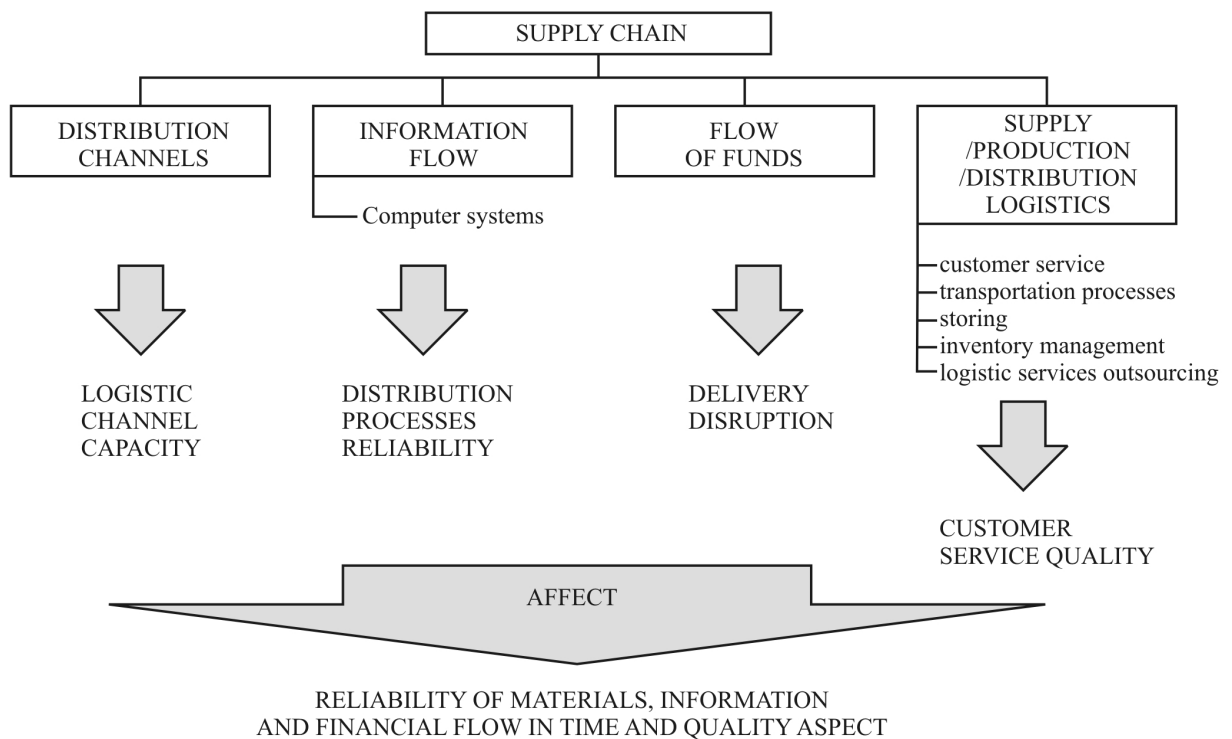 SUPPLY CHAIN
DISTRIBUTION
CHANNELS
INFORMATION
FLOW
Computer systems
FLOW
OF FUNDS
SUPPLY
/PRODUCTION
/DISTRIBUTION
LOGISTICS
customer service
transportation processes
storing
inventory management
logistic services outsourcing
LOGISTIC
CHANNEL
CAPACITY
DISTRIBUTION
PROCESSES
RELIABILITY
DELIVERY
DISRUPTION
CUSTOMER
SERVICE QUALITY
AFFECT
RELIABILITY OF MATERIALS, INFORMATION
AND FINANCIAL FLOW IN TIME AND QUALITY ASPECT